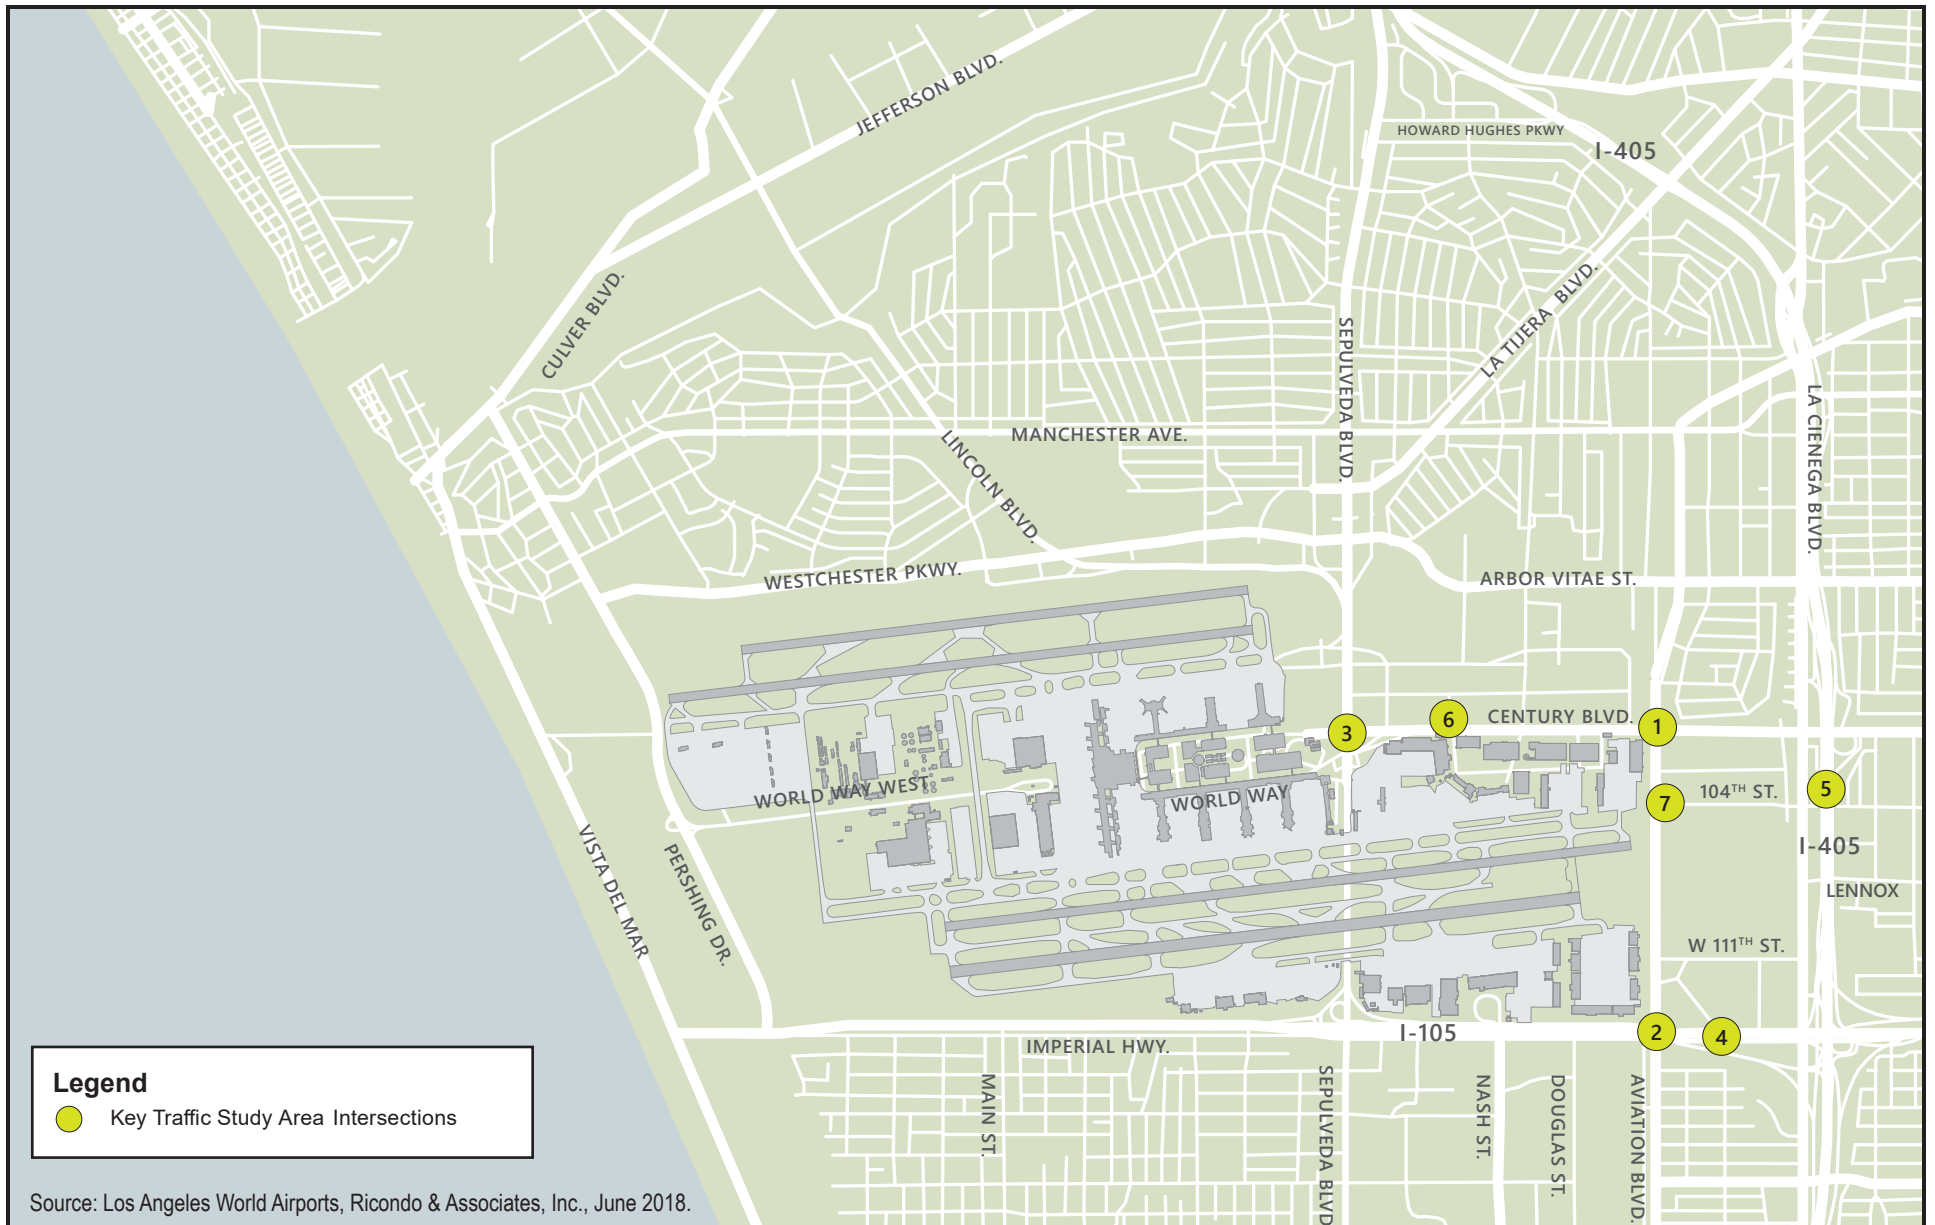 JEFFERSON BLVD.
HOWARD HUGHES PKWY
I-405
CULVER BLVD.
LA TIJERA BLVD.
SEPULVEDA BLVD.
LA CIENEGA BLVD.
MANCHESTER AVE.
LINCOLN BLVD.
WESTCHESTER PKWY.
ARBOR VITAE ST.
6
CENTURY BLVD.
1
3
WORLD WAY WEST
WORLD WAY
7
104TH ST.
5
I-405
VISTA DEL MAR
PERSHING DR.
LENNOX
W 111TH ST.
I-105
2
4
IMPERIAL HWY.
MAIN ST.
SEPULVEDA BLVD
NASH ST.
DOUGLAS ST.
AVIATION BLVD.
Legend
Key Traffic Study Area Intersections
Source: Los Angeles World Airports, Ricondo & Associates, Inc., June 2018.